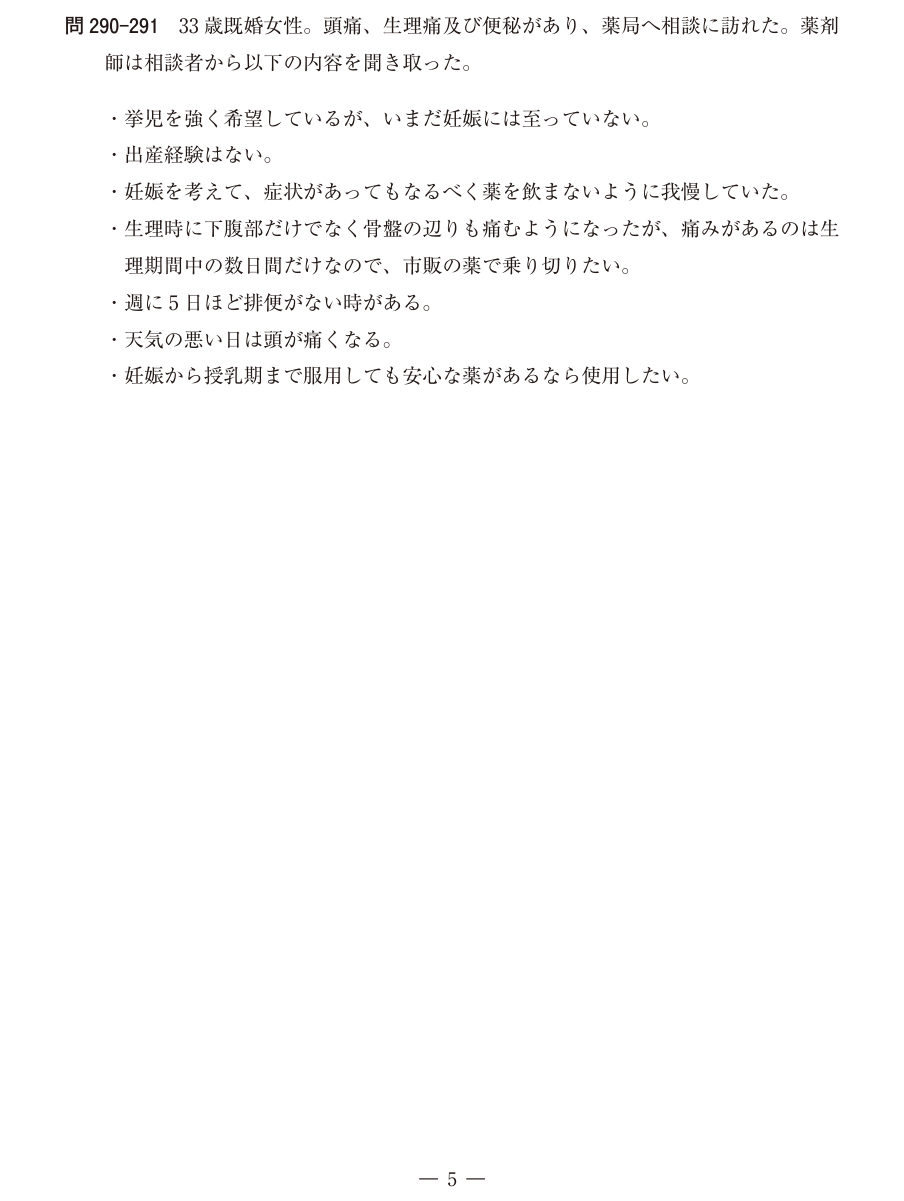 問 290-291　33 歳既婚女性。頭痛、生理痛及び便秘があり、薬局へ相談に訪れた。薬剤
師は相談者から以下の内容を聞き取った。
・挙児を強く希望しているが、いまだ妊娠には至っていない。
・出産経験はない。
・妊娠を考えて、症状があってもなるべく薬を飲まないように我慢していた。
・生理時に下腹部だけでなく骨盤の辺りも痛むようになったが、痛みがあるのは生
理期間中の数日間だけなので、市販の薬で乗り切りたい。
・週に 5 日ほど排便がない時がある。
・天気の悪い日は頭が痛くなる。
・妊娠から授乳期まで服用しても安心な薬があるなら使用したい。
― 5 ―